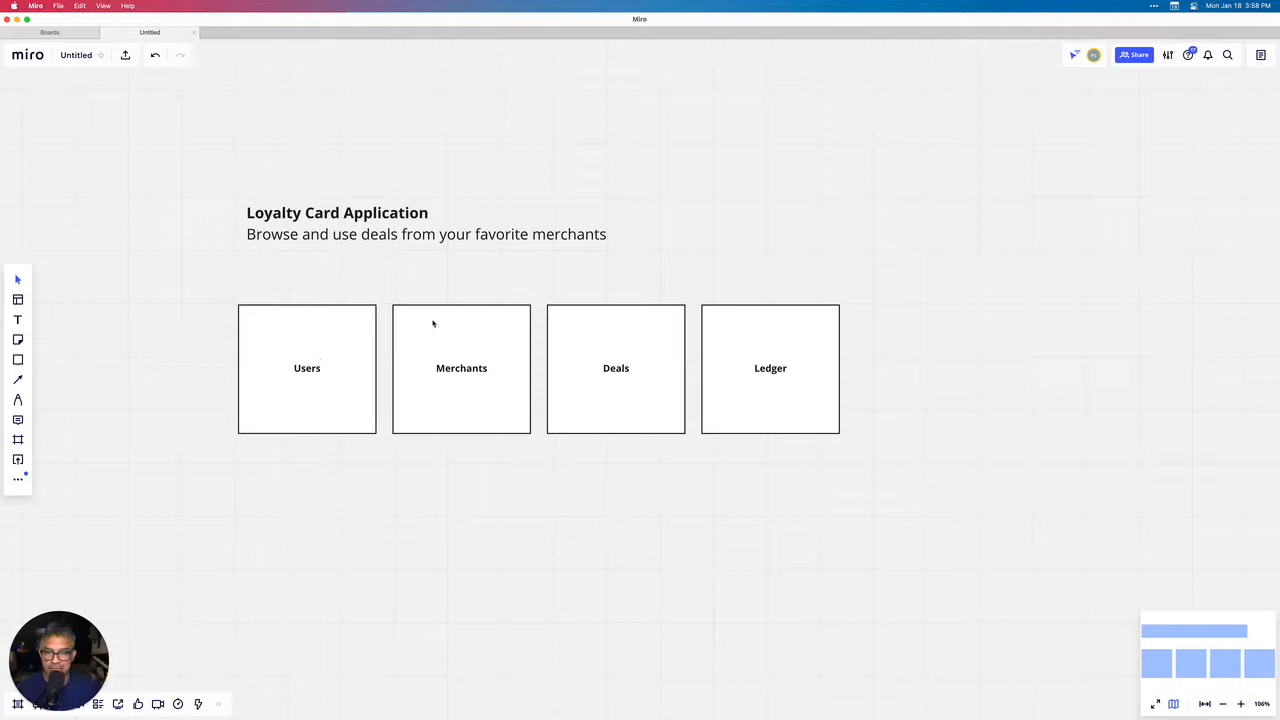 Miro File Edit View Help
Mon Jan 18 3:58 PM
Miro
Boards
Untitled
miro
Untitled
Share
17
Loyalty Card Application
Browse and use deals from your favorite merchants
Users
Merchants
Deals
Ledger
106%